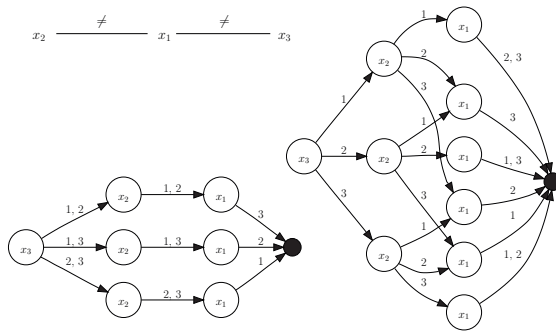 ≠ ≠
x₂ x₁ x₃
1 x₁
2, 3
x₂ 2
3 x₁
1 1 3
x₃ 2 x₂ 2 x₁ 1, 3
3 3 x₁ 2
1 1
x₂ 2 x₁ 1, 2
3
x₁
x₂ 1, 2 x₁
1, 2 3
x₃ 1, 3 x₂ 1, 3 x₁ 2
2, 3 1
x₂ 2, 3 x₁